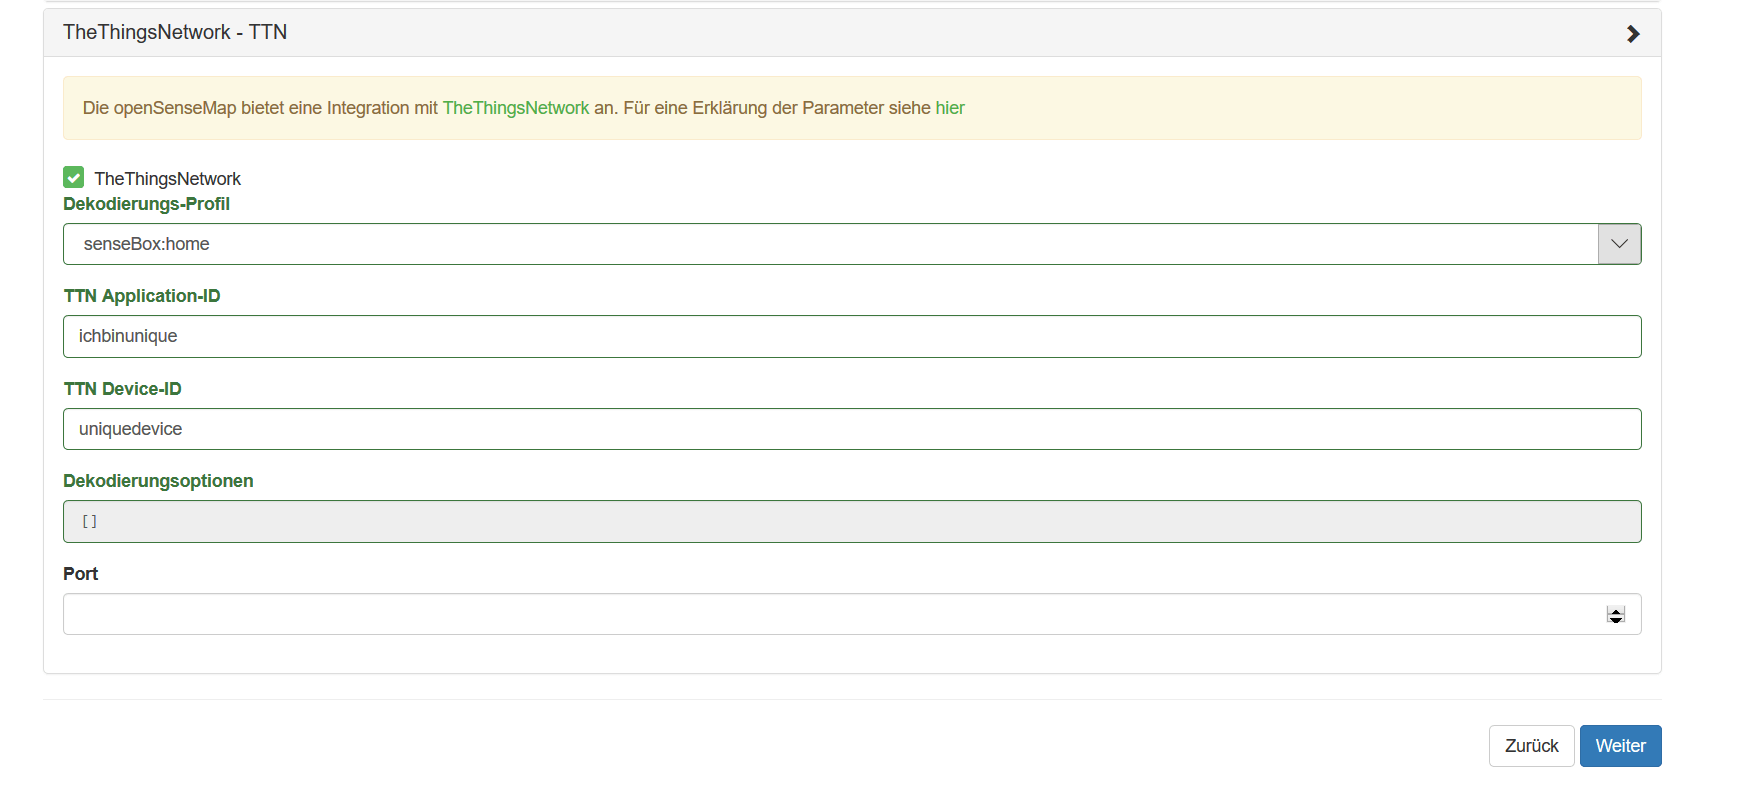 TheThingsNetwork - TTN
Die openSenseMap bietet eine Integration mit TheThingsNetwork an. Für eine Erklärung der Parameter siehe hier
TheThingsNetwork
Dekodierungs-Profil
senseBox:home
TTN Application-ID
ichbinunique
TTN Device-ID
uniquedevice
Dekodierungsoptionen
[]
Port
Zurück
Weiter